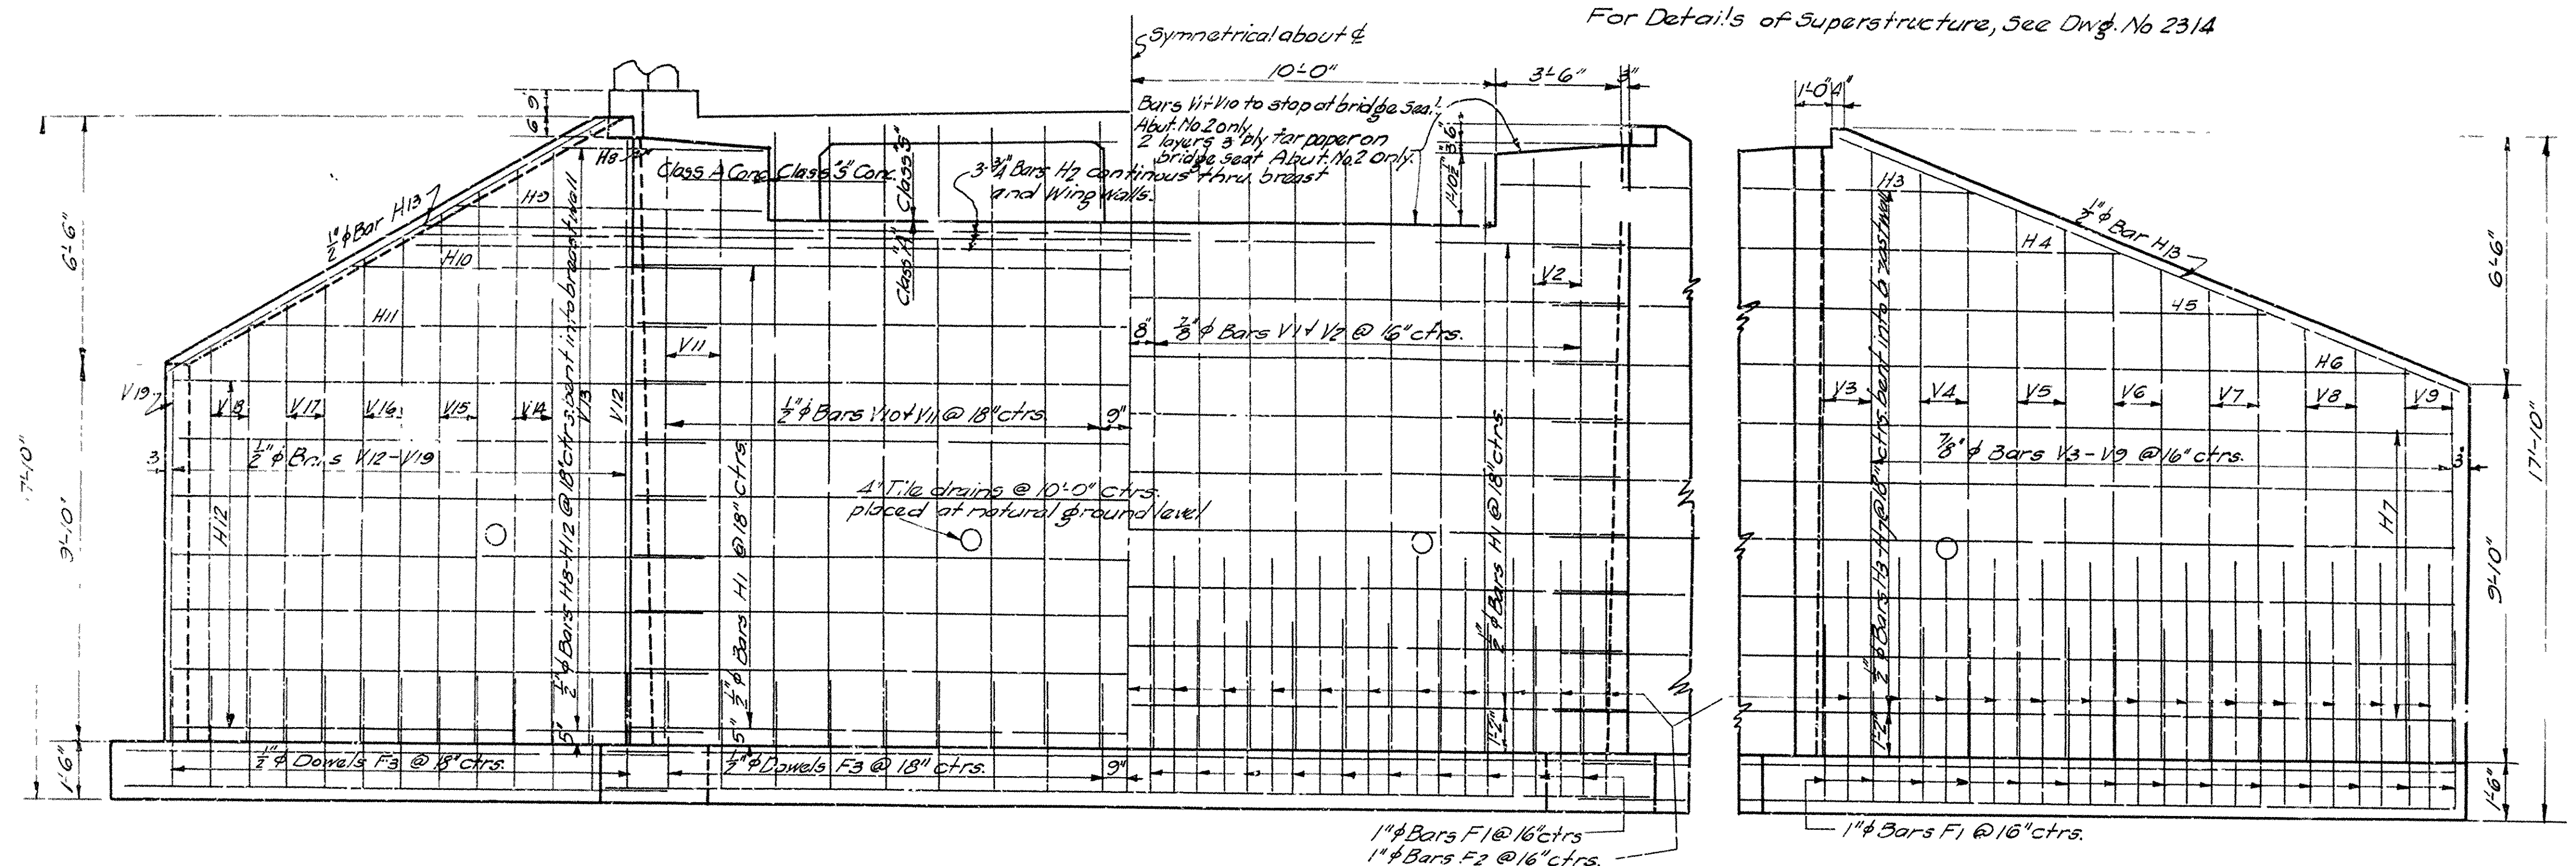 For Details of Superstructure, See Dwg. No 2314
Symmetrical about ℄
10'-0"
3'-6"
3"
1'-0"
4"
9
6
Bars V1 & V10 to stop at bridge seat
Abut. No 2 only
2 layers 3 ply tar paper on
bridge seat Abut. No.2 only.
3'-6"
1'-10½"
H8
Class A Conc.
Class "S" Conc.
Class "S"
Class "A"
3-¾" Bars H2 continous thru breast
and Wing Walls.
½" ϕ Bar H13
H9
H10
H11
6'-6"
9'-10"
1'-6"
7'-10"
V19
V18
V17
V16
V15
V14
V13
V12
V11
3
½" ϕ Bars V12-V19
H12
½" ϕ Bars H8-H12 @ 18" ctrs. bent into breast wall
5"
½" ϕ Bars V10 & V11 @ 18" ctrs.
9"
½" ϕ Bars H1 @ 18" ctrs.
5"
4" Tile drains @ 10'-0" ctrs.
placed at natural ground level
8"
⅞" ϕ Bars V1 & V2 @ 16" ctrs.
V2
½" ϕ Bars H1 @ 18" ctrs.
1'-2"
½" ϕ Dowels F3 @ 18" ctrs.
½" ϕ Dowels F3 @ 18" ctrs.
9"
1" ϕ Bars F1 @ 16" ctrs
1" ϕ Bars F2 @ 16" ctrs.
H3
H4
45
H6
½" ϕ Bar H13
V3
V4
V5
V6
V7
V8
V9
⅞" ϕ Bars V3-V9 @ 16" ctrs.
3"
H7
½" ϕ Bars H3-H7 @ 18" ctrs bent into
1'-2"
6'-6"
9'-10"
1'-6"
17'-10"
1" ϕ Bars F1 @ 16" ctrs.